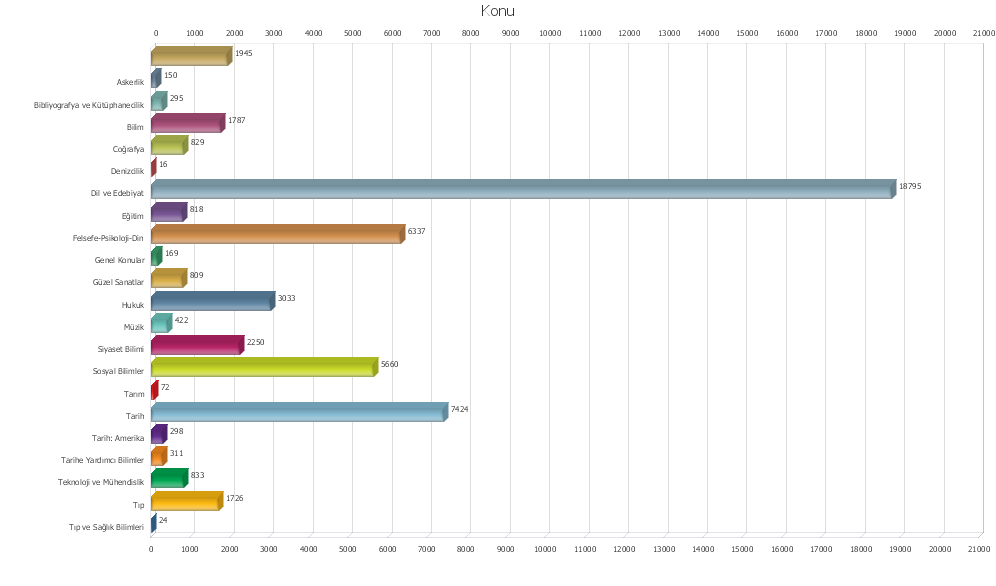 Konu
0 1000 2000 3000 4000 5000 6000 7000 8000 9000 10000 11000 12000 13000 14000 15000 16000 17000 18000 19000 20000 21000
1945
Askerlik 150
Bibliyografya ve Kütüphanecilik 295
Bilim 1787
Coğrafya 829
Denizcilik 16
Dil ve Edebiyat 18795
Eğitim 818
Felsefe-Psikoloji-Din 6337
Genel Konular 169
Güzel Sanatlar 809
Hukuk 3033
Müzik 422
Siyaset Bilimi 2250
Sosyal Bilimler 5660
Tarım 72
Tarih 7424
Tarih: Amerika 298
Tarihe Yardımcı Bilimler 311
Teknoloji ve Mühendislik 833
Tıp 1726
Tıp ve Sağlık Bilimleri 24
0 1000 2000 3000 4000 5000 6000 7000 8000 9000 10000 11000 12000 13000 14000 15000 16000 17000 18000 19000 20000 21000